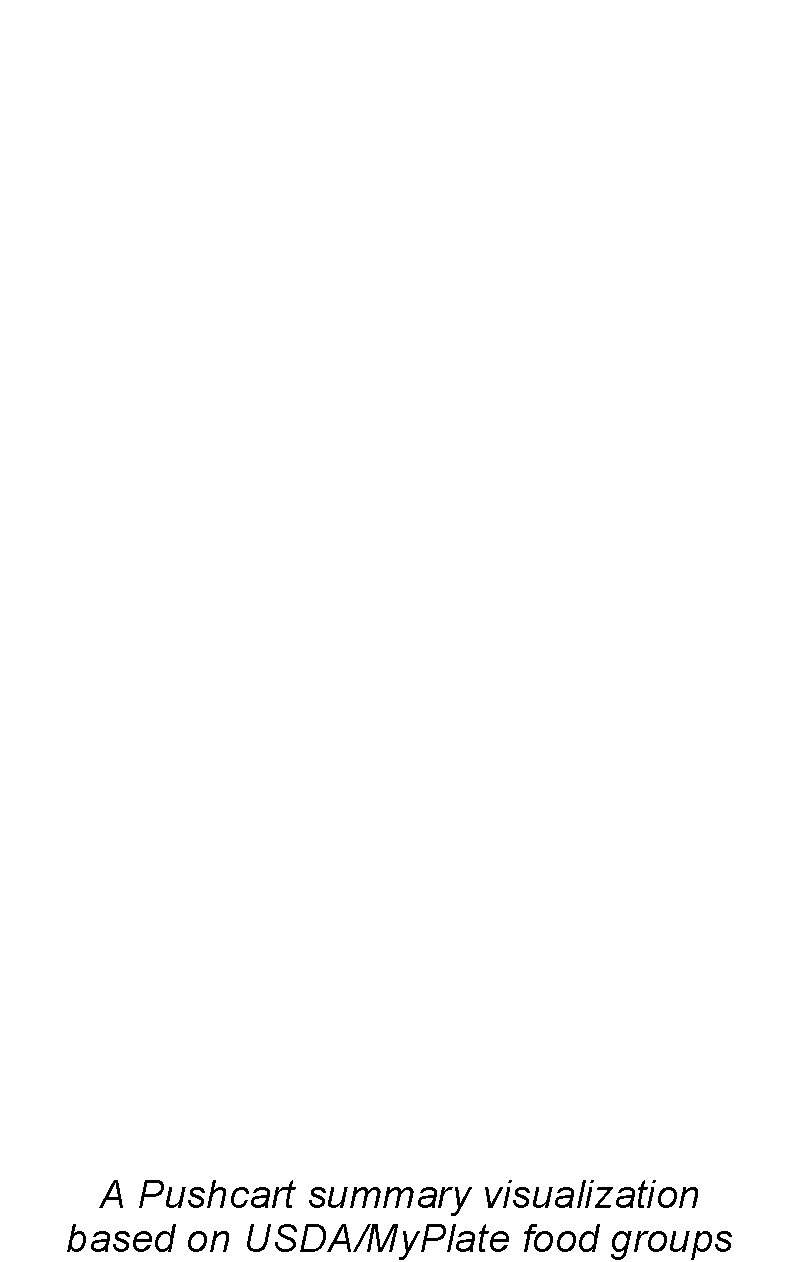 A Pushcart summary visualization
based on USDA/MyPlate food groups